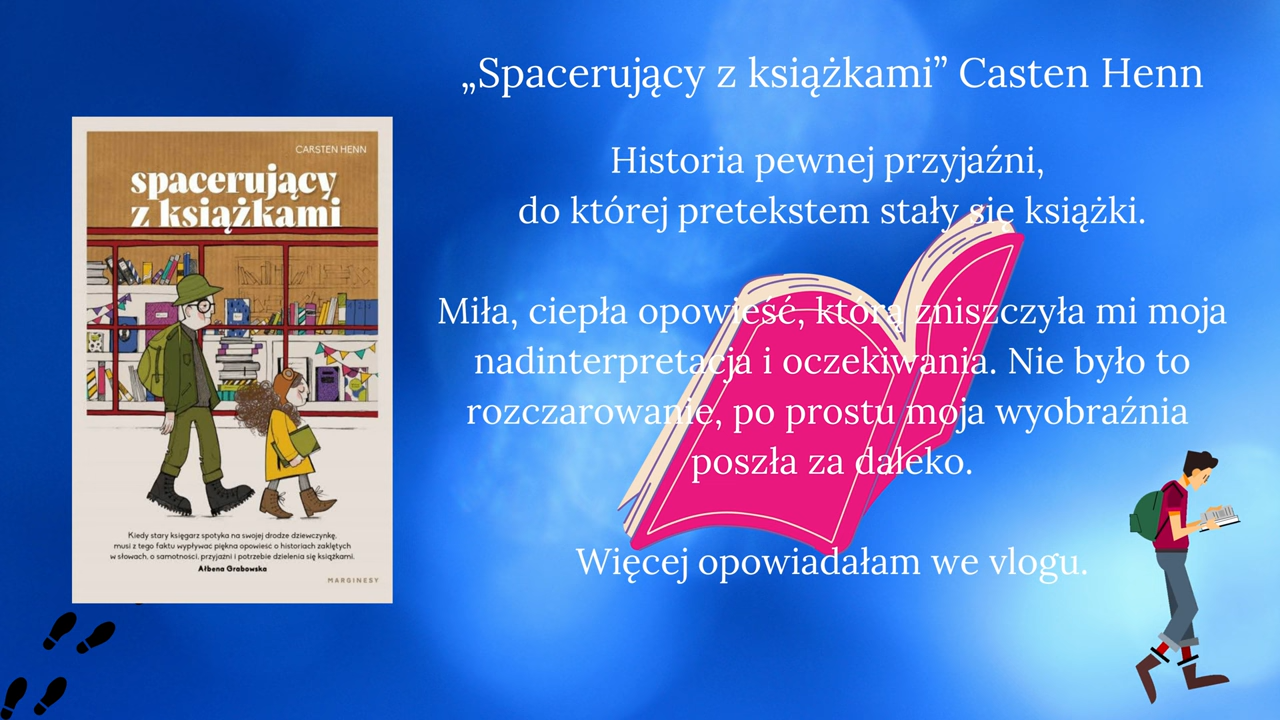 „Spacerujący z książkami” Casten Henn
Historia pewnej przyjaźni,
do której pretekstem stały się książki.
Miła, ciepła opowieść, którą zniszczyła mi moja
nadinterpretacja i oczekiwania. Nie było to
rozczarowanie, po prostu moja wyobraźnia
poszła za daleko.
Więcej opowiadałam we vlogu.
CARSTEN HENN
spacerujący
z książkami
Kiedy stary księgarz spotyka na swojej drodze dziewczynkę,
musi z tego faktu wypływać piękna opowieść o historiach zaklętych
w słowach, o samotności, przyjaźni i potrzebie dzielenia się książkami.
Ałbena Grabowska
MARGINESY